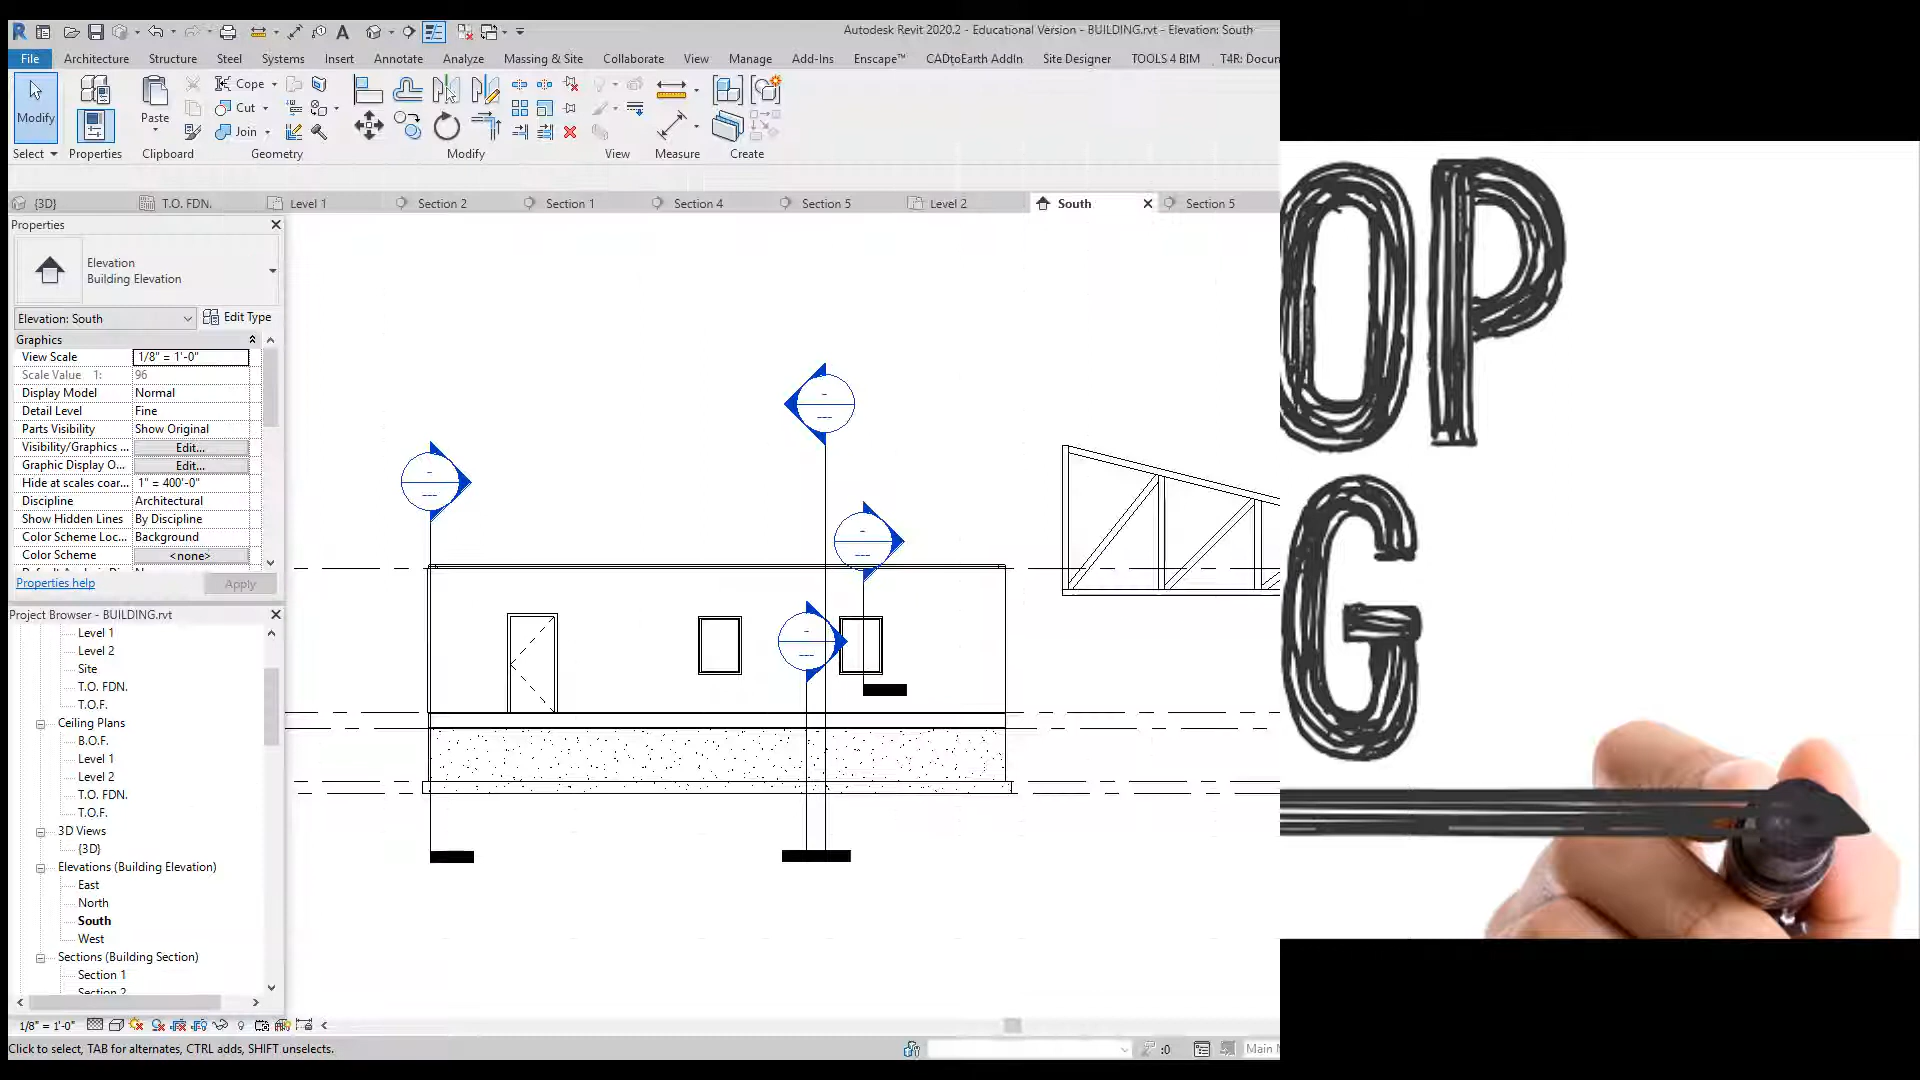 Autodesk Revit 2020.2 - Educational Version - BUILDING.rvt - Elevation: South
File Architecture Structure Steel Systems Insert Annotate Analyze Massing & Site Collaborate View Manage Add-Ins Enscape™ CADtoEarth AddIn Site Designer TOOLS 4 BIM T4R: Docun
Modify
Paste
Cope
Cut
Join
Select Properties Clipboard Geometry Modify View Measure Create
{3D} T.O. FDN. Level 1 Section 2 Section 1 Section 4 Section 5 Level 2 South Section 5
Properties
Elevation
Building Elevation
Elevation: South Edit Type
Graphics
View Scale 1/8" = 1'-0"
Scale Value 1: 96
Display Model Normal
Detail Level Fine
Parts Visibility Show Original
Visibility/Graphics ... Edit...
Graphic Display O... Edit...
Hide at scales coar... 1" = 400'-0"
Discipline Architectural
Show Hidden Lines By Discipline
Color Scheme Loc... Background
Color Scheme <none>
Properties help Apply
Project Browser - BUILDING.rvt
Level 1
Level 2
Site
T.O. FDN.
T.O.F.
Ceiling Plans
B.O.F.
Level 1
Level 2
T.O. FDN.
T.O.F.
3D Views
{3D}
Elevations (Building Elevation)
East
North
South
West
Sections (Building Section)
Section 1
Section 2
1/8" = 1'-0"
Click to select, TAB for alternates, CTRL adds, SHIFT unselects.
:0
Main
OP
G